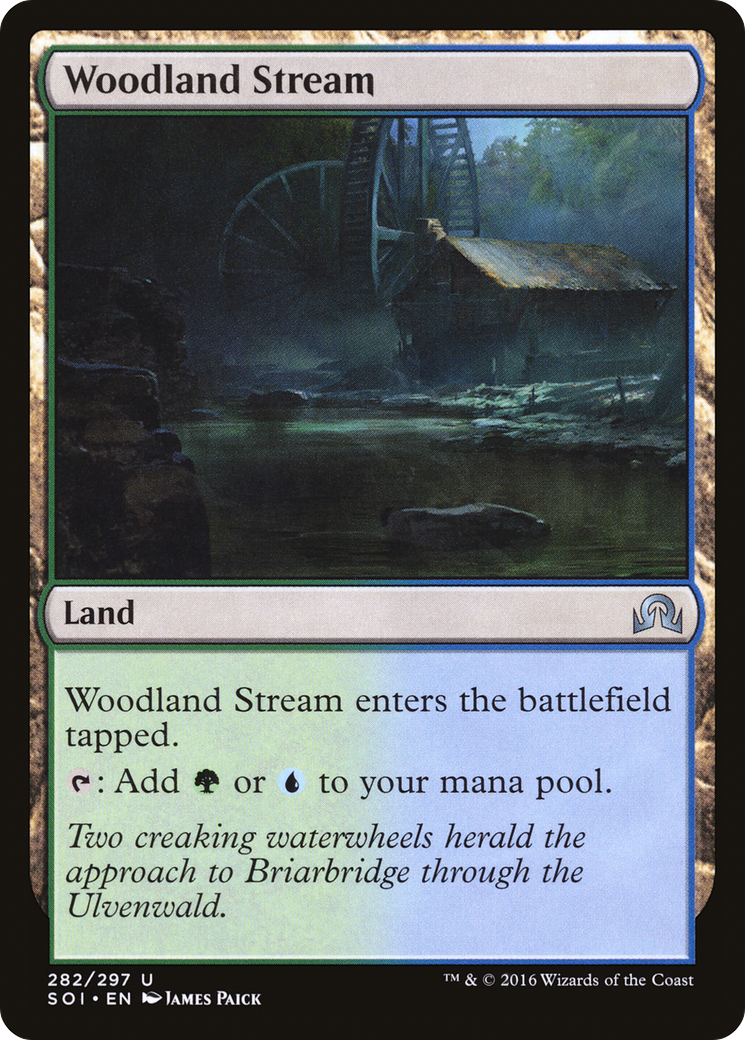 Woodland Stream
Land
Woodland Stream enters the battlefield
tapped.
: Add or to your mana pool.
Two creaking waterwheels herald the
approach to Briarbridge through the
Ulvenwald.
282/297 U
SOI • EN James Paick
™ & © 2016 Wizards of the Coast